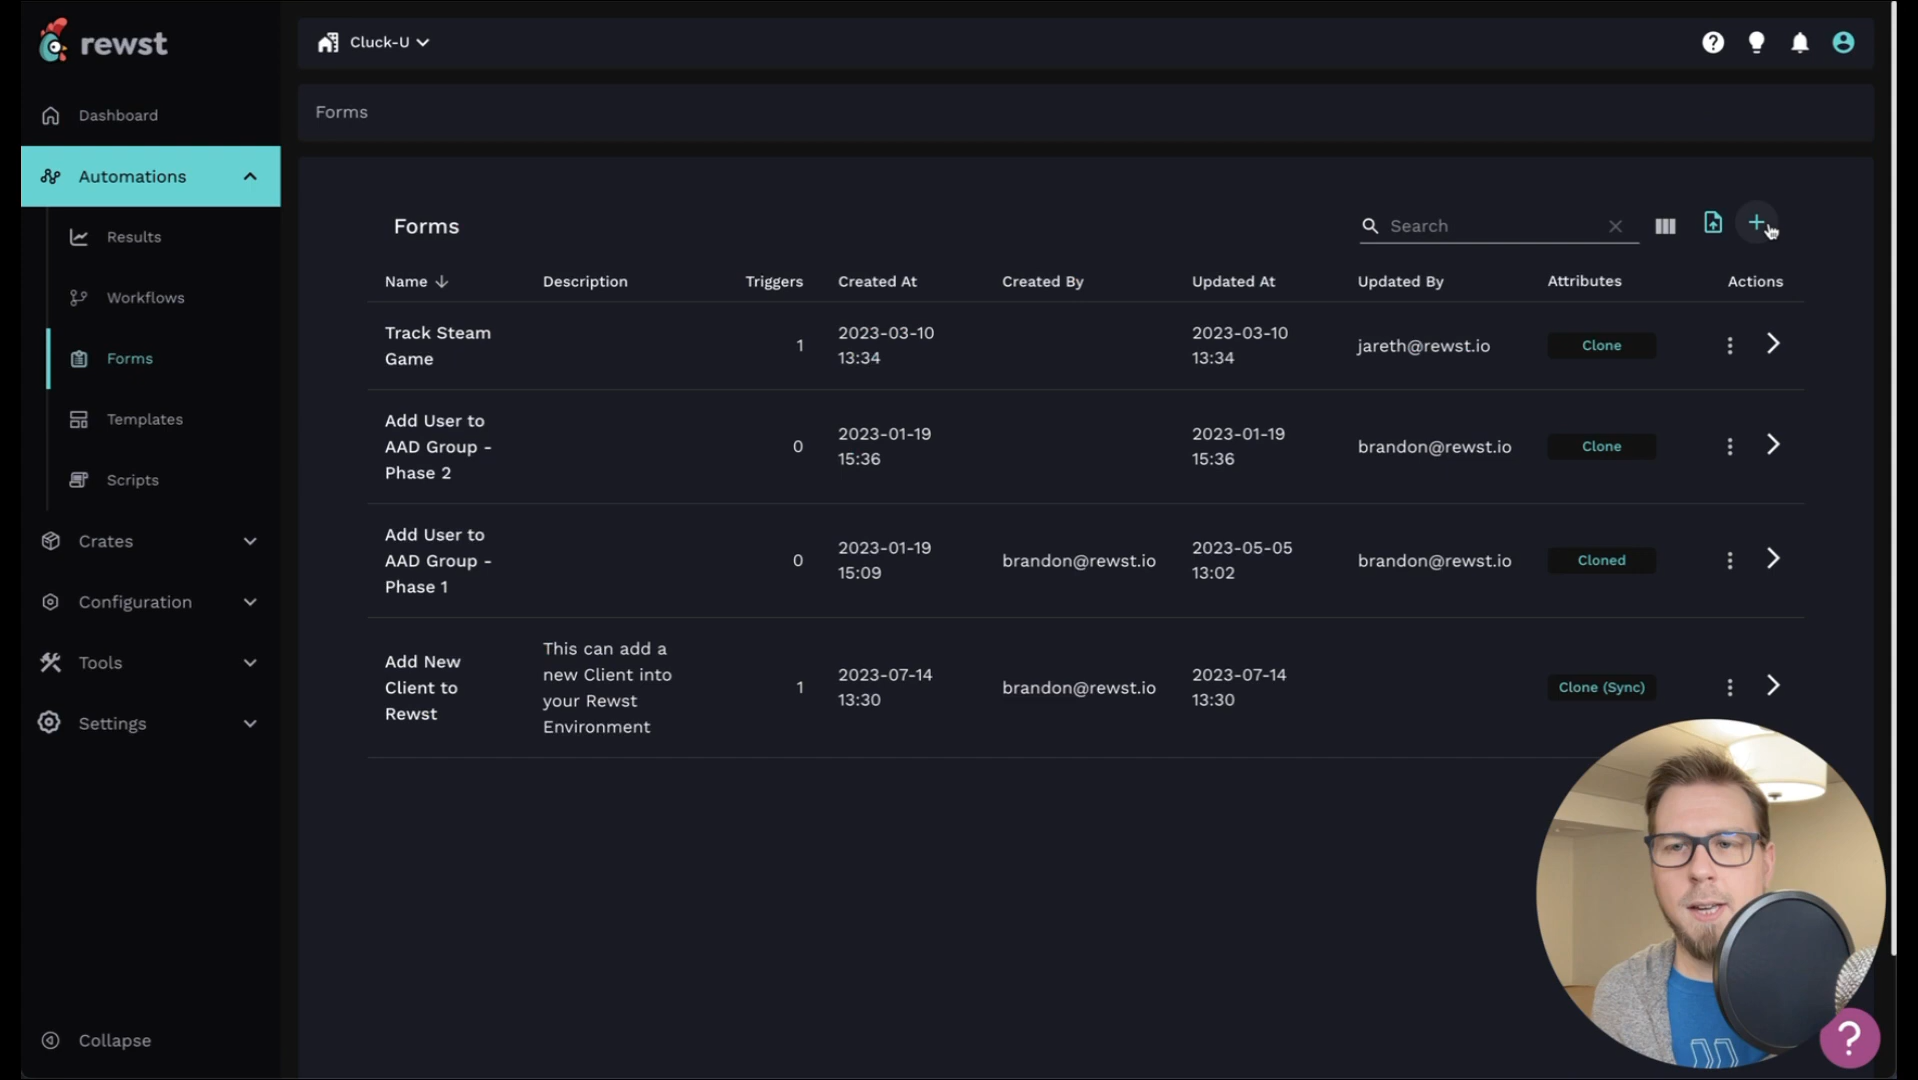 rewst
Cluck-U
Dashboard
Forms
Automations
Results
Workflows
Forms
Templates
Scripts
Crates
Configuration
Tools
Settings
Collapse
Forms
Search
Name
Description
Triggers
Created At
Created By
Updated At
Updated By
Attributes
Actions
Track Steam
Game
1
2023-03-10
13:34
2023-03-10
13:34
jareth@rewst.io
Clone
Add User to
AAD Group -
Phase 2
0
2023-01-19
15:36
2023-01-19
15:36
brandon@rewst.io
Clone
Add User to
AAD Group -
Phase 1
0
2023-01-19
15:09
brandon@rewst.io
2023-05-05
13:02
brandon@rewst.io
Cloned
Add New
Client to
Rewst
This can add a
new Client into
your Rewst
Environment
1
2023-07-14
13:30
brandon@rewst.io
2023-07-14
13:30
Clone (Sync)
?